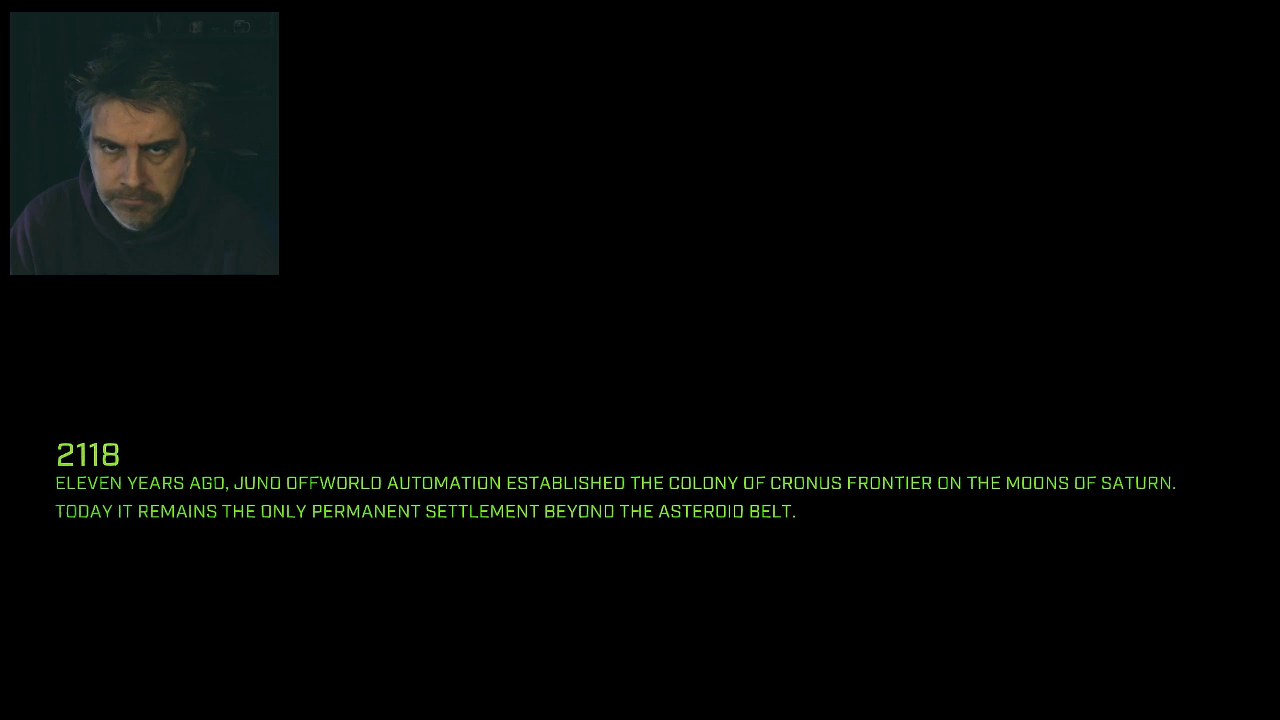 2118
ELEVEN YEARS AGO, JUNO OFFWORLD AUTOMATION ESTABLISHED THE COLONY OF CRONUS FRONTIER ON THE MOONS OF SATURN.
TODAY IT REMAINS THE ONLY PERMANENT SETTLEMENT BEYOND THE ASTEROID BELT.